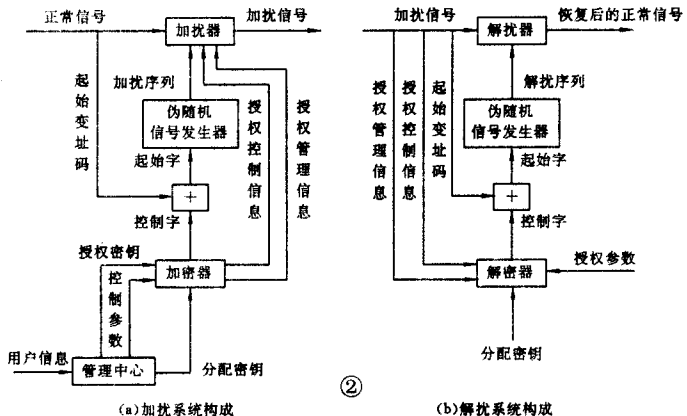 正常信号
加扰器
加扰信号
起始变址码
加扰序列
伪随机
信号发生器
授权控制信息
授权管理信息
起始字
+
控制字
授权密钥
加密器
控制参数
用户信息
管理中心
分配密钥
(a)加扰系统构成
②
加扰信号
解扰器
恢复后的正常信号
授权管理信息
授权控制信息
起始变址码
解扰序列
伪随机
信号发生器
起始字
+
控制字
解密器
授权参数
分配密钥
(b)解扰系统构成